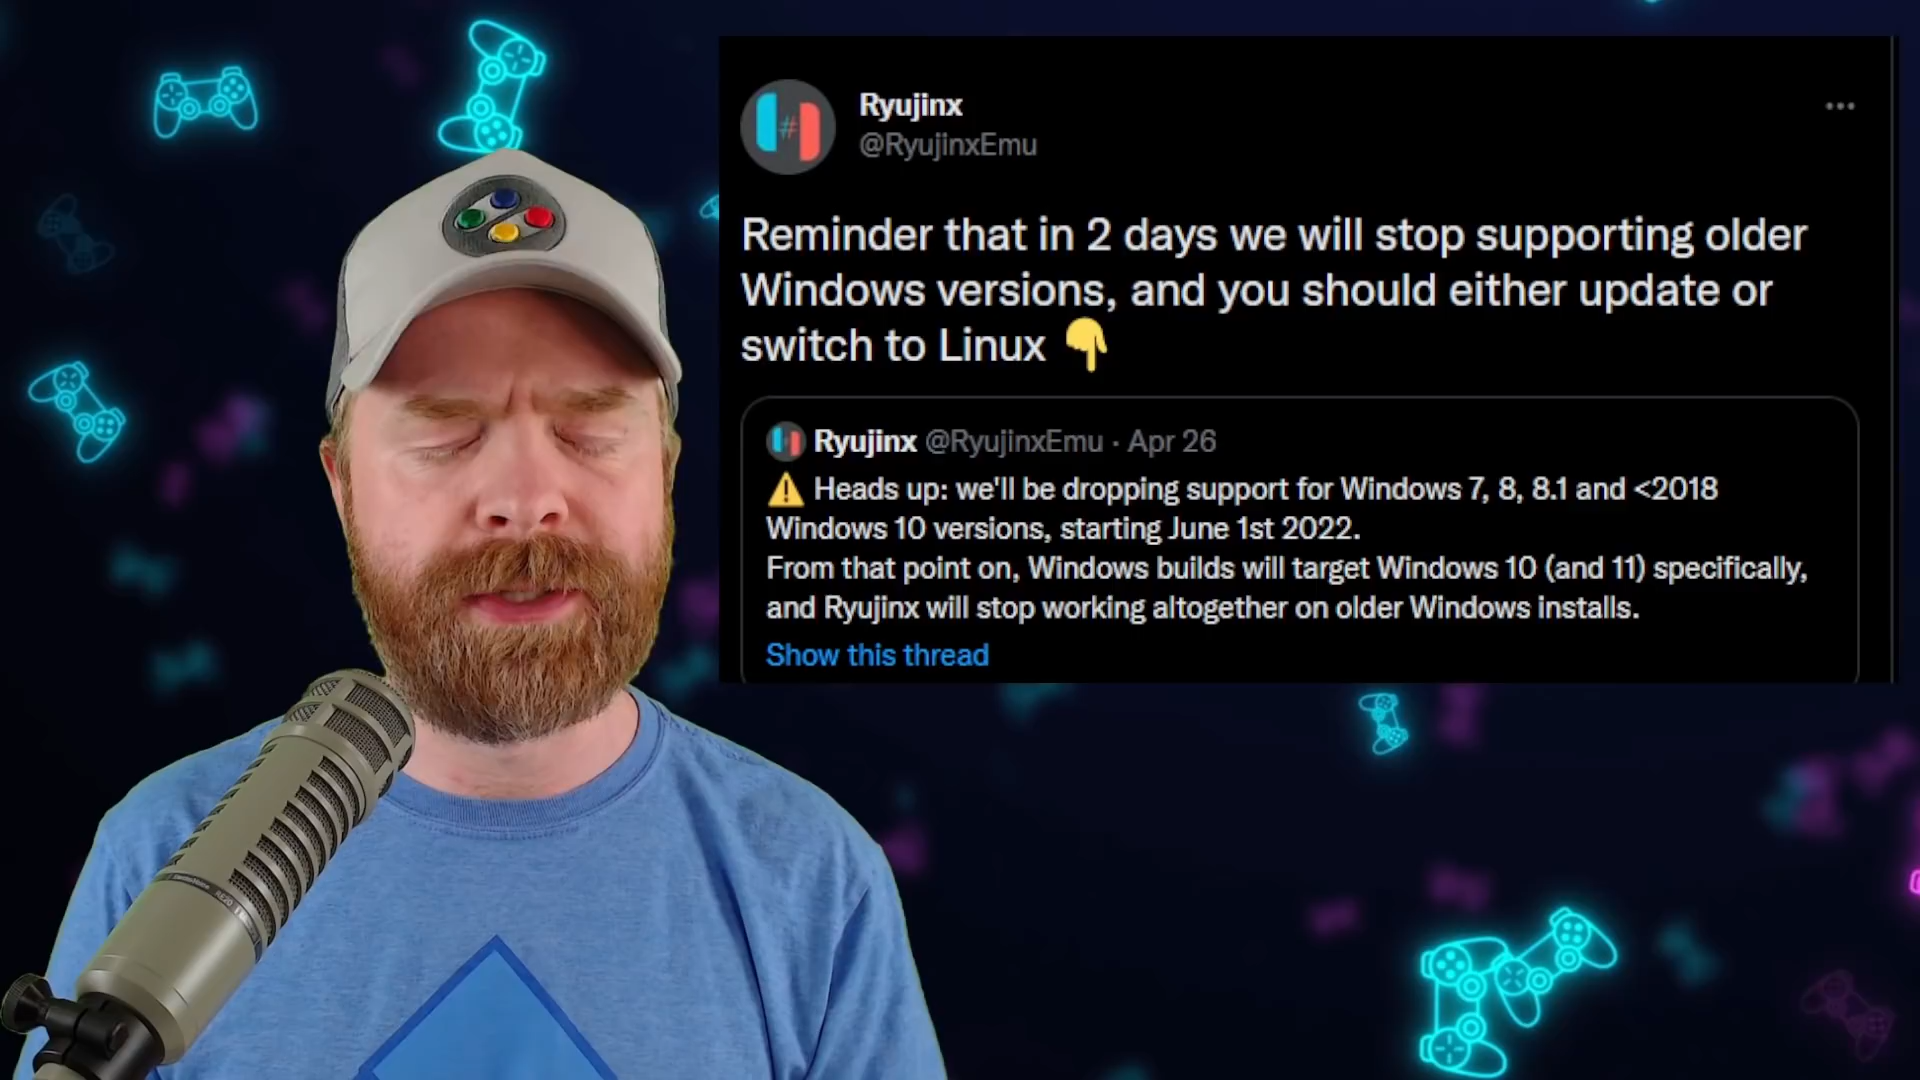 Ryujinx
@RyujinxEmu
Reminder that in 2 days we will stop supporting older
Windows versions, and you should either update or
switch to Linux 👇
Ryujinx @RyujinxEmu · Apr 26
⚠️ Heads up: we'll be dropping support for Windows 7, 8, 8.1 and <2018
Windows 10 versions, starting June 1st 2022.
From that point on, Windows builds will target Windows 10 (and 11) specifically,
and Ryujinx will stop working altogether on older Windows installs.
Show this thread